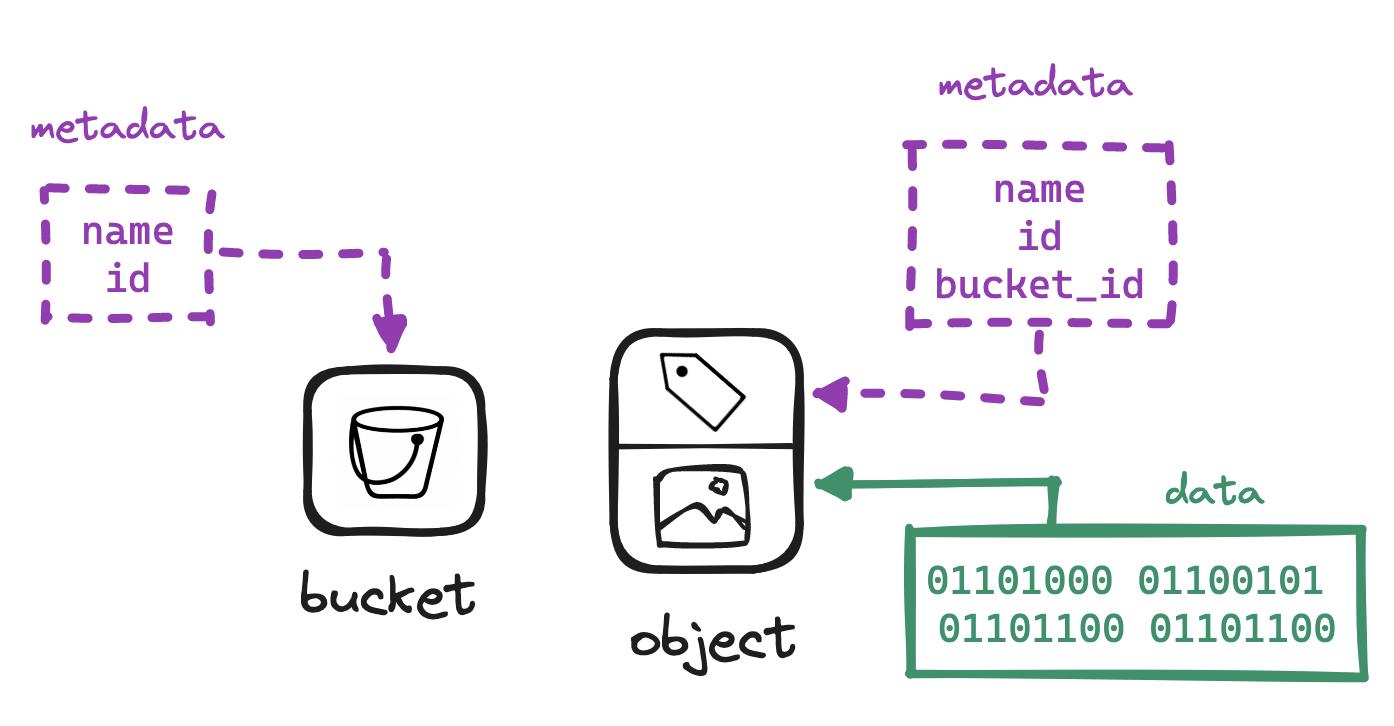 metadata
name
id
bucket
metadata
name
id
bucket_id
object
data
01101000 01100101
01101100 01101100